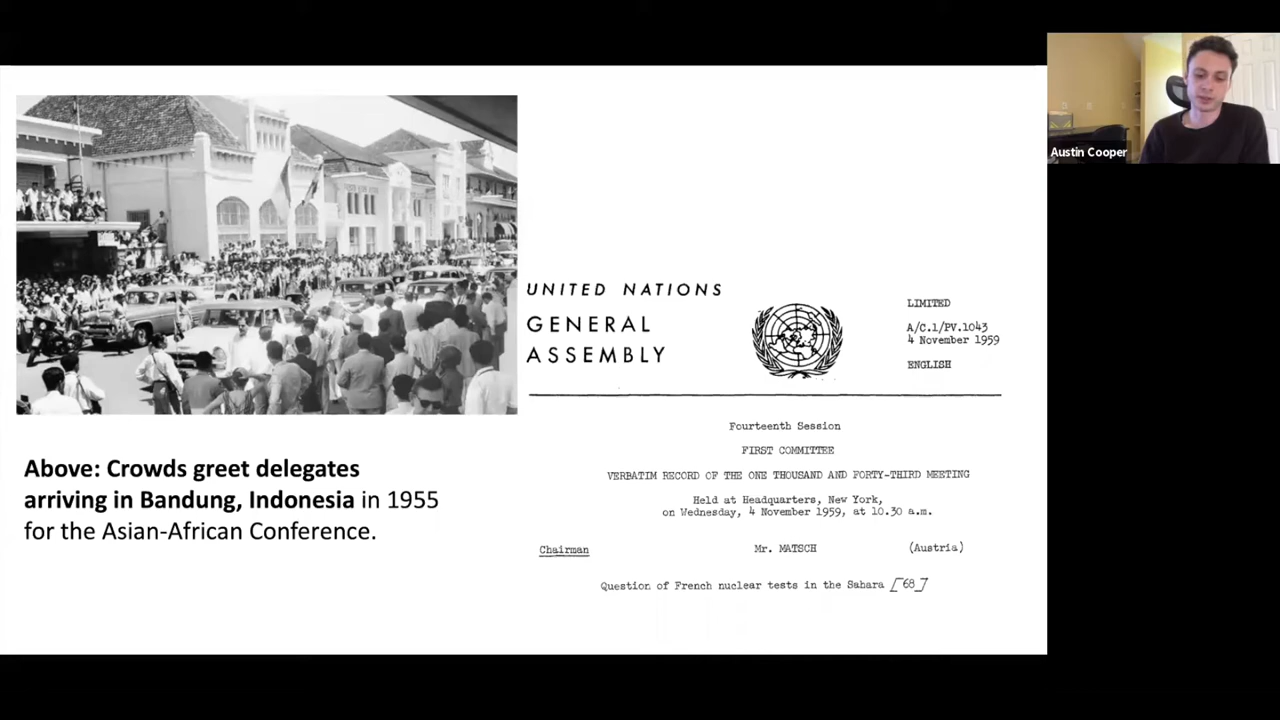 Above: Crowds greet delegates
arriving in Bandung, Indonesia in 1955
for the Asian-African Conference.
UNITED NATIONS
GENERAL
ASSEMBLY
LIMITED
A/C.1/PV.1043
4 November 1959
ENGLISH
Fourteenth Session
FIRST COMMITTEE
VERBATIM RECORD OF THE ONE THOUSAND AND FORTY-THIRD MEETING
Held at Headquarters, New York,
on Wednesday, 4 November 1959, at 10.30 a.m.
Chairman Mr. MATSCH (Austria)
Question of French nuclear tests in the Sahara [68]
Austin Cooper